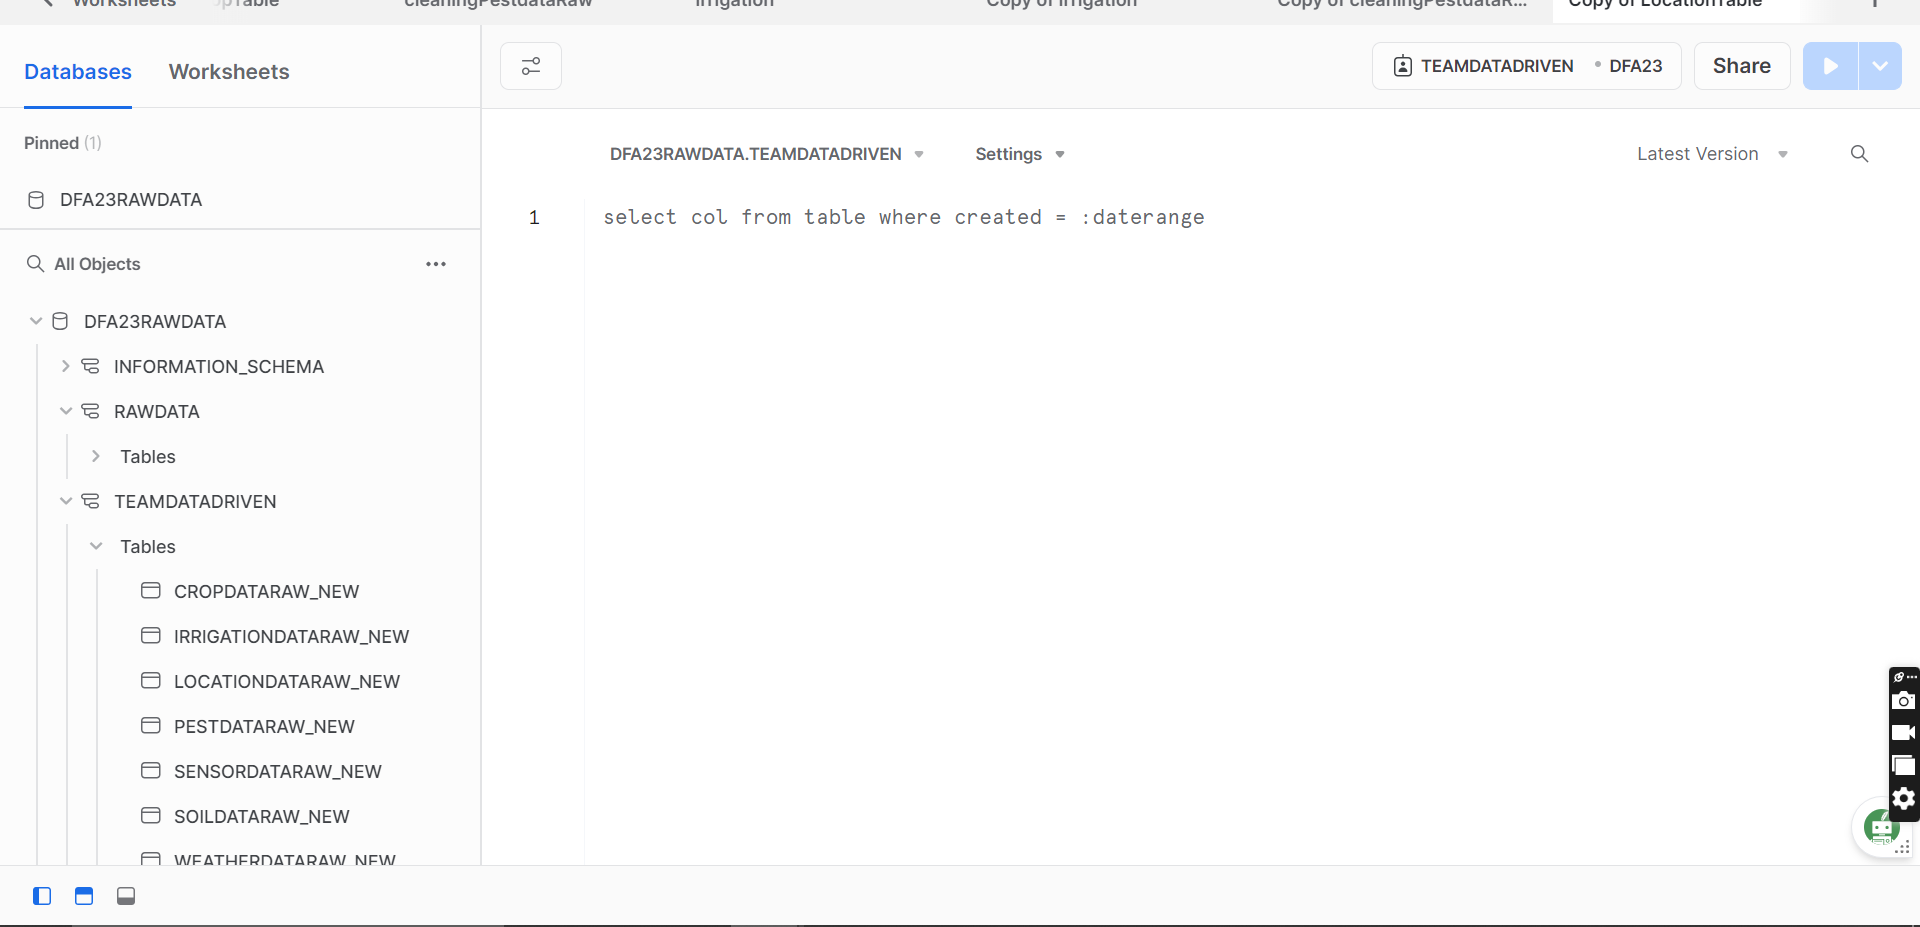 Worksheets
pTable
cleaningPestdataRaw
Irrigation
Copy of Irrigation
Copy of cleaningPestdataR...
Copy of LocationTable
Databases
Worksheets
TEAMDATADRIVEN • DFA23
Share
Pinned (1)
DFA23RAWDATA
DFA23RAWDATA.TEAMDATADRIVEN
Settings
Latest Version
1 select col from table where created = :daterange
All Objects
DFA23RAWDATA
INFORMATION_SCHEMA
RAWDATA
Tables
TEAMDATADRIVEN
Tables
CROPDATARAW_NEW
IRRIGATIONDATARAW_NEW
LOCATIONDATARAW_NEW
PESTDATARAW_NEW
SENSORDATARAW_NEW
SOILDATARAW_NEW
WEATHERDATARAW_NEW